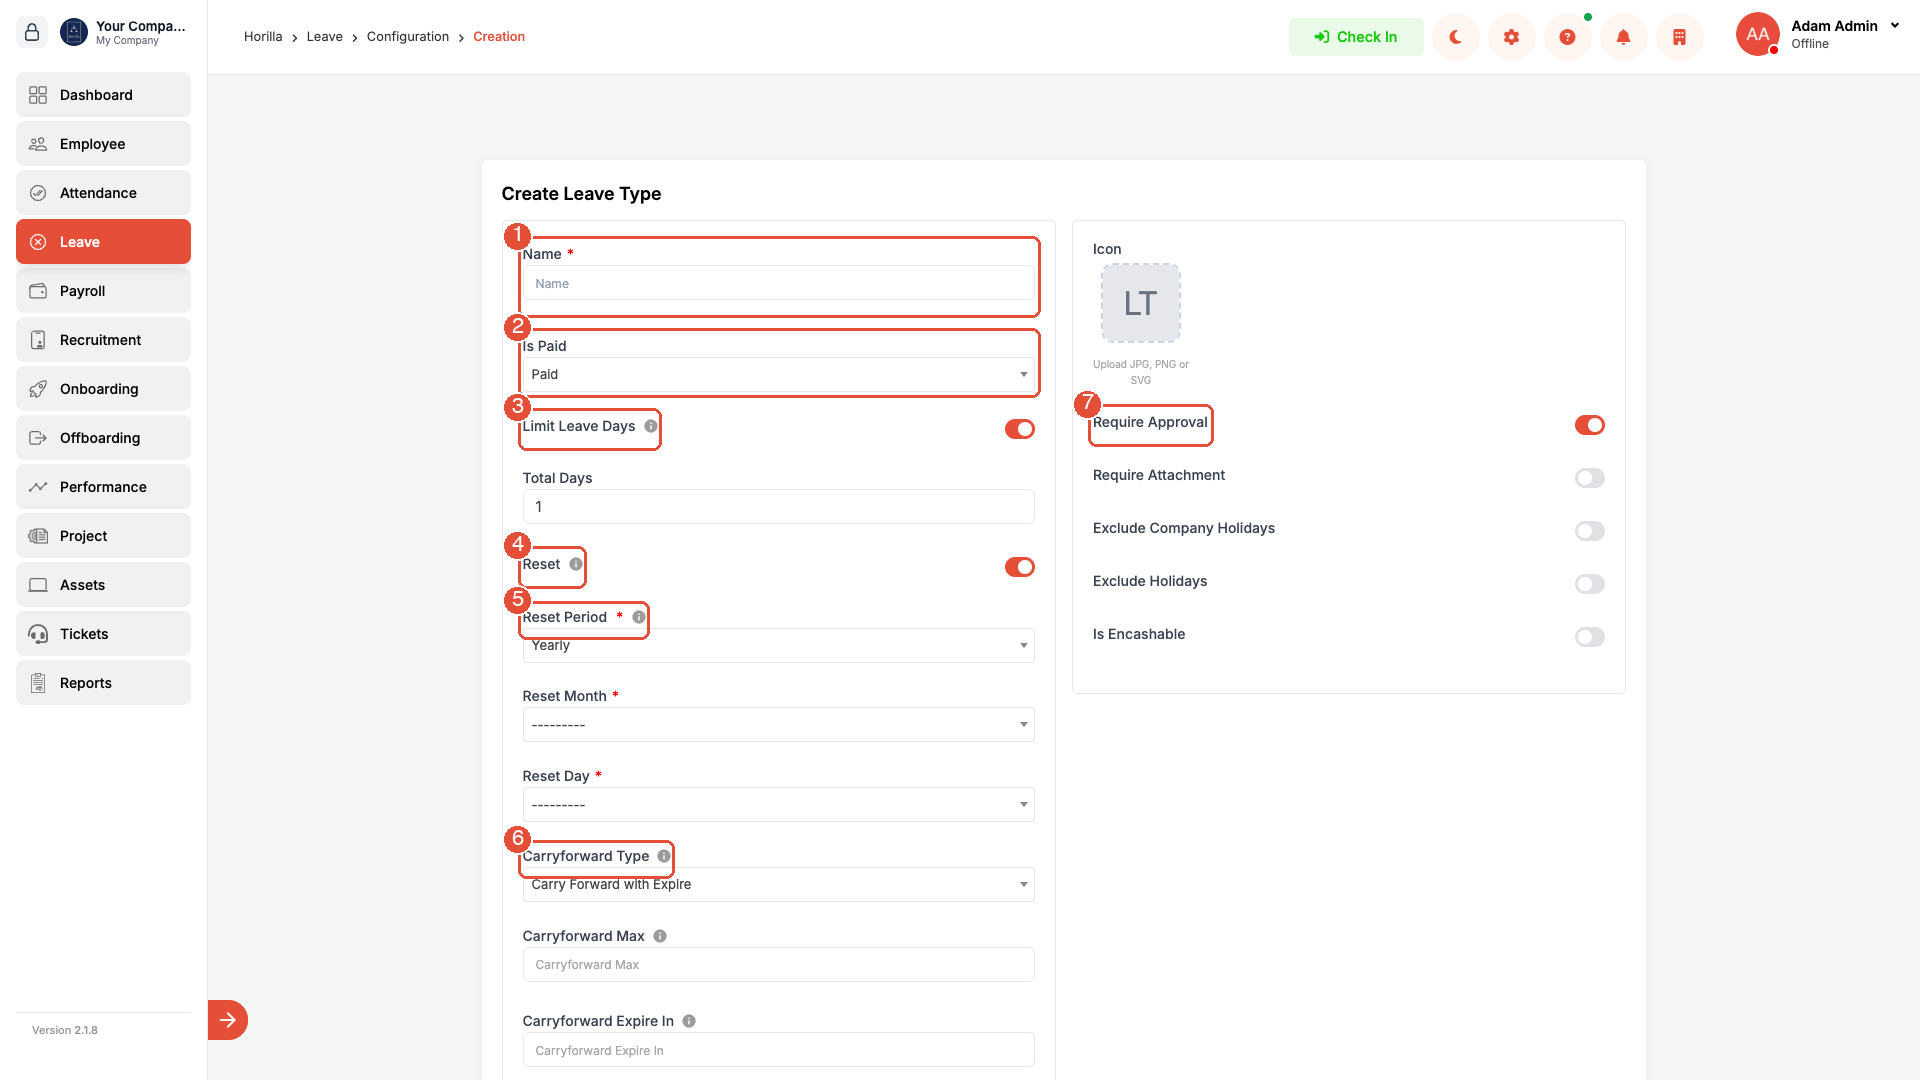 Your Compa...
My Company
Horilla
Leave
Configuration
Creation
Check In
AA
Adam Admin
Offline
Dashboard
Employee
Attendance
Leave
Payroll
Recruitment
Onboarding
Offboarding
Performance
Project
Assets
Tickets
Reports
Version 2.1.8
Create Leave Type
1
Name *
Name
2
Is Paid
Paid
3
Limit Leave Days
Total Days
1
4
Reset
5
Reset Period *
Yearly
Reset Month *
---------
Reset Day *
---------
6
Carryforward Type
Carry Forward with Expire
Carryforward Max
Carryforward Max
Carryforward Expire In
Carryforward Expire In
Icon
LT
Upload JPG, PNG or
SVG
7
Require Approval
Require Attachment
Exclude Company Holidays
Exclude Holidays
Is Encashable